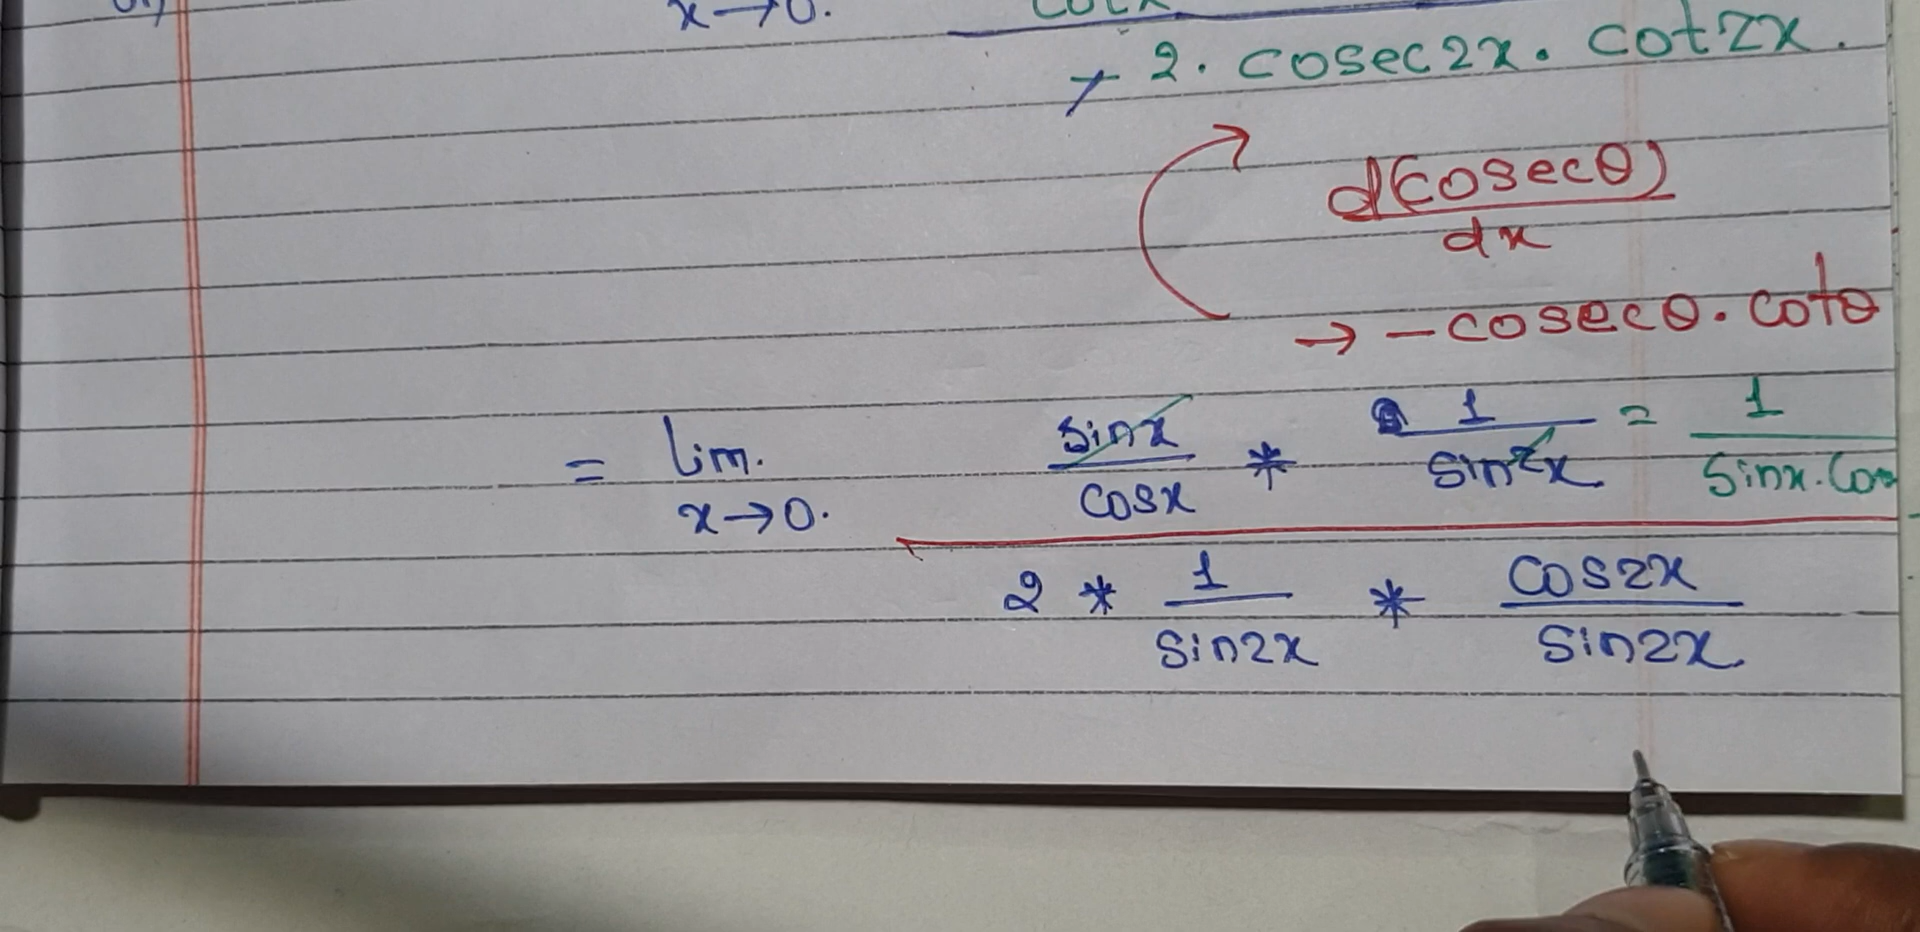 x→0.
2 . cosec2x . cot2x .
d(cosecθ)
dx
→ -cosecθ . cotθ
= Lim. sinx/cosx * 1/sin²x = 1/sinx.cos
x→0.
2 * 1/sin2x * cos2x/sin2x